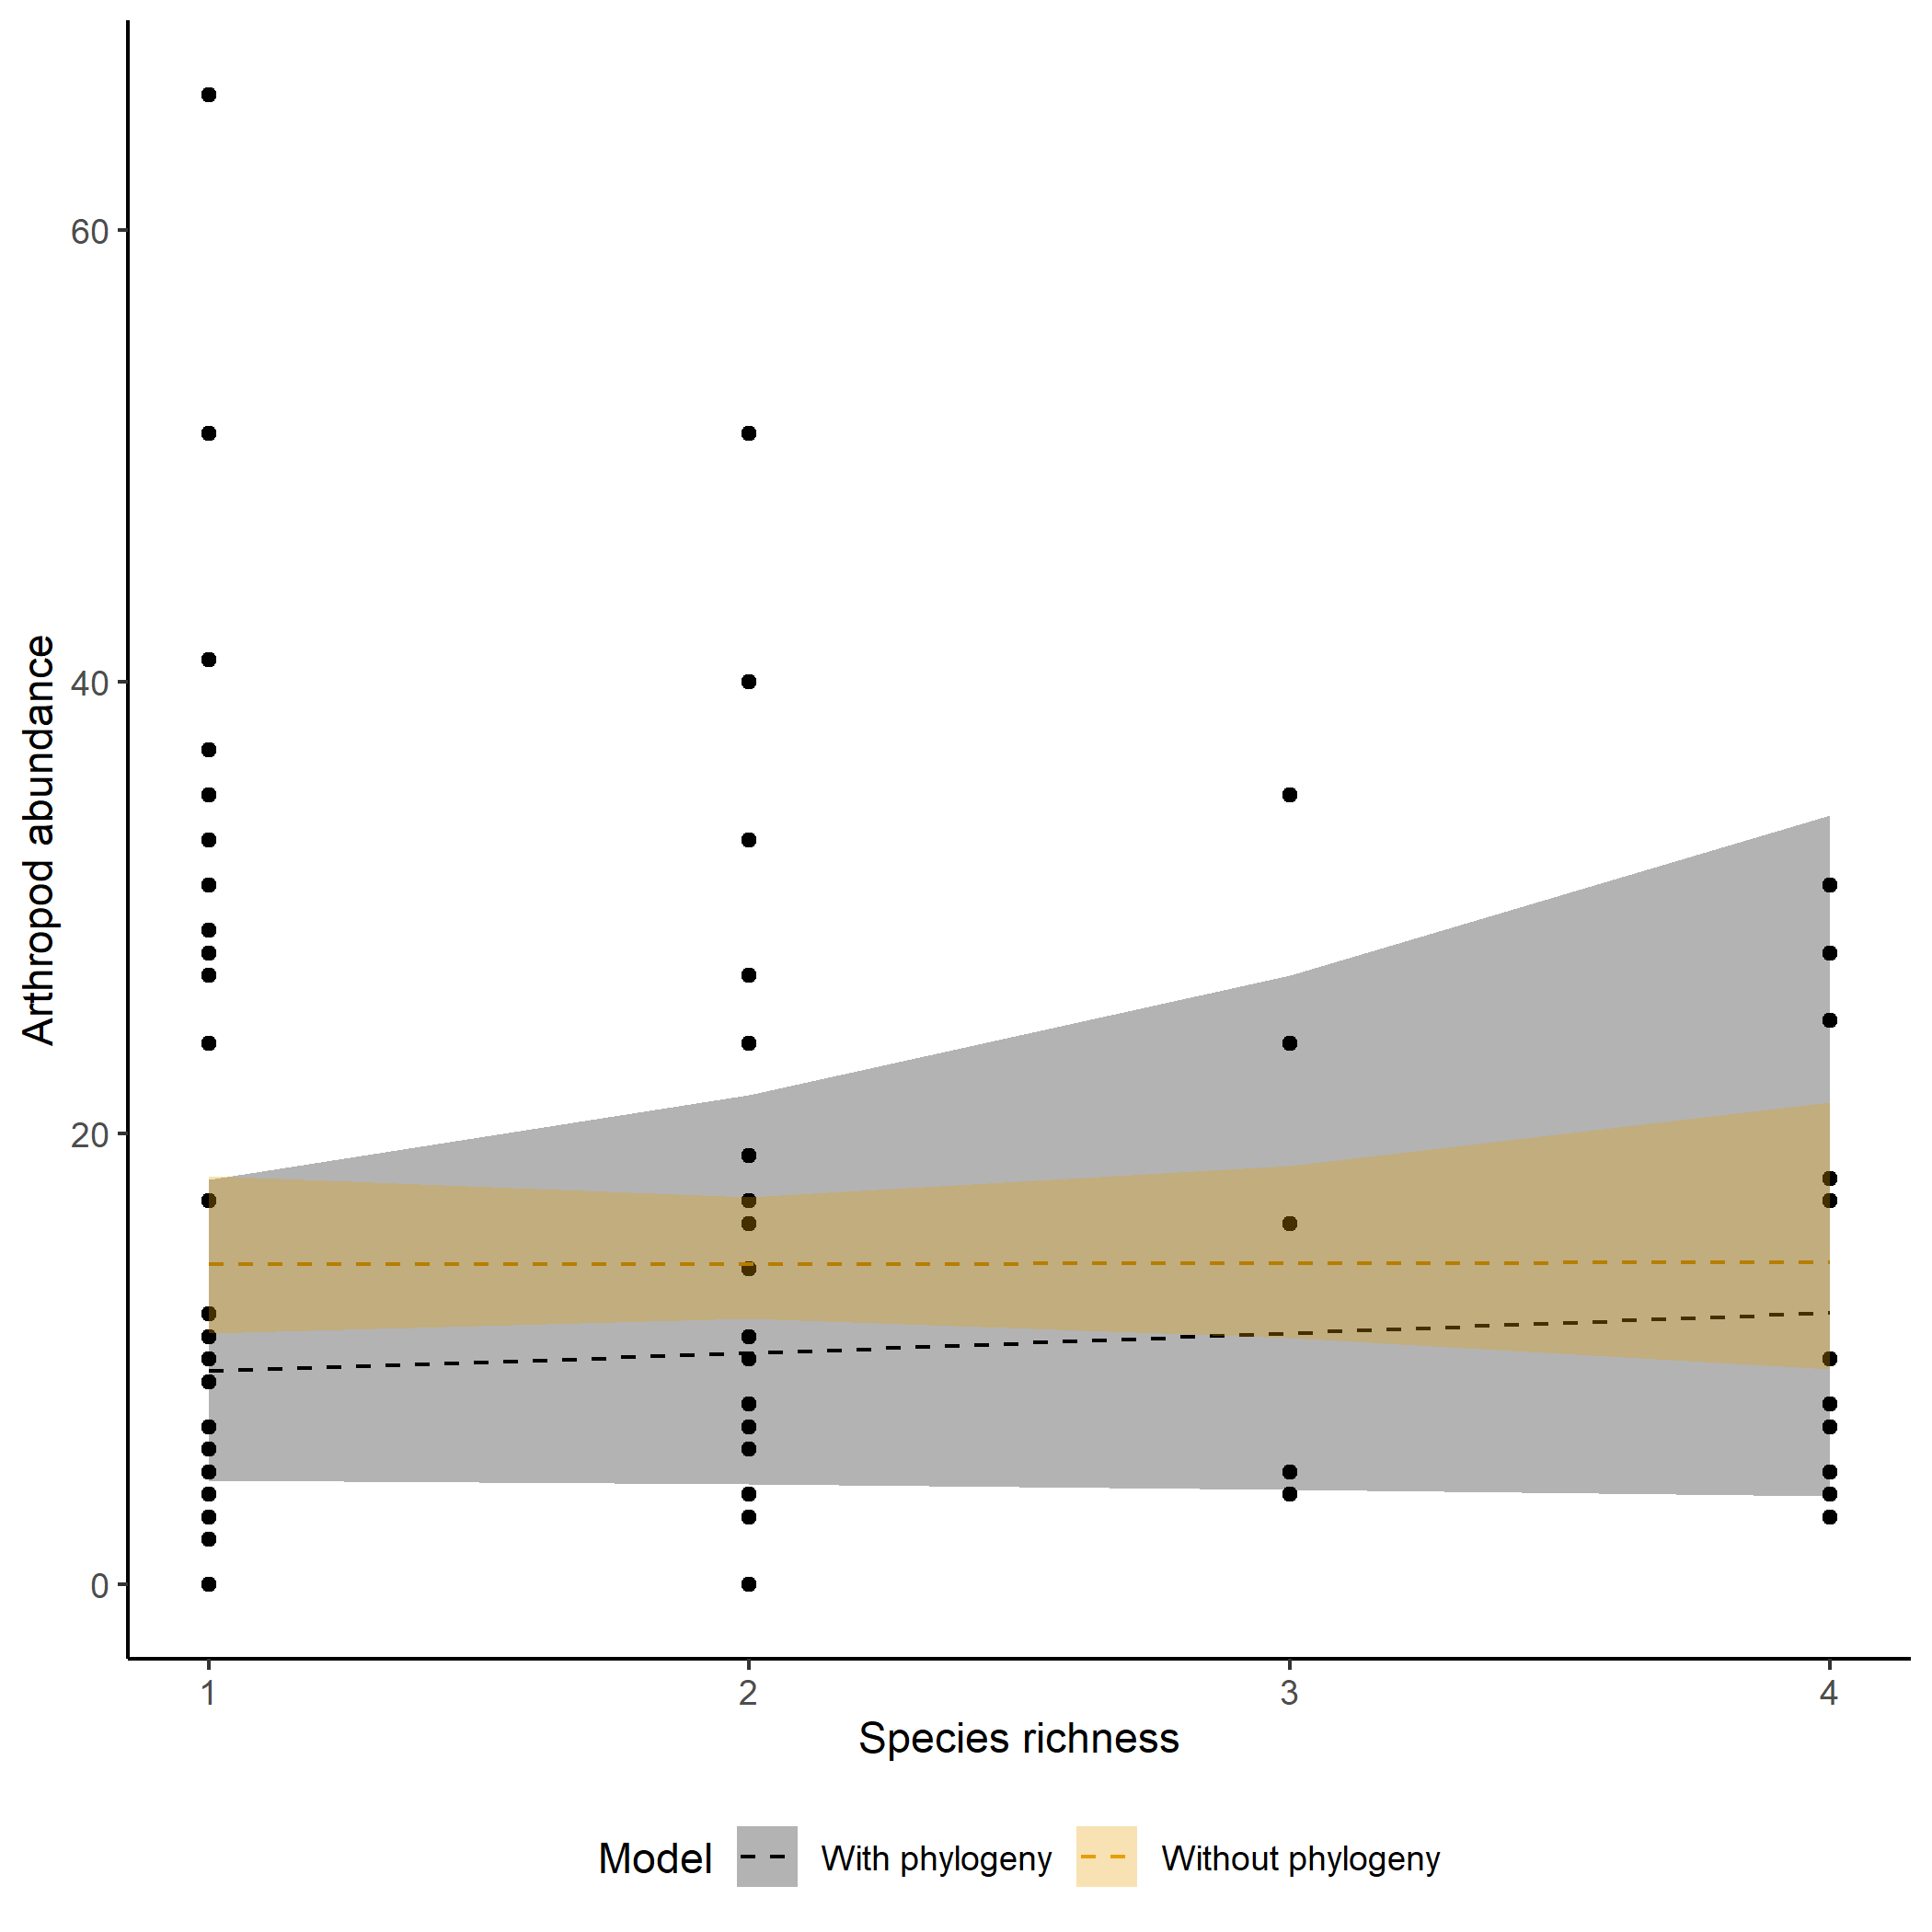 Arthropod abundance
60
40
20
0
1 2 3 4
Species richness
Model With phylogeny Without phylogeny